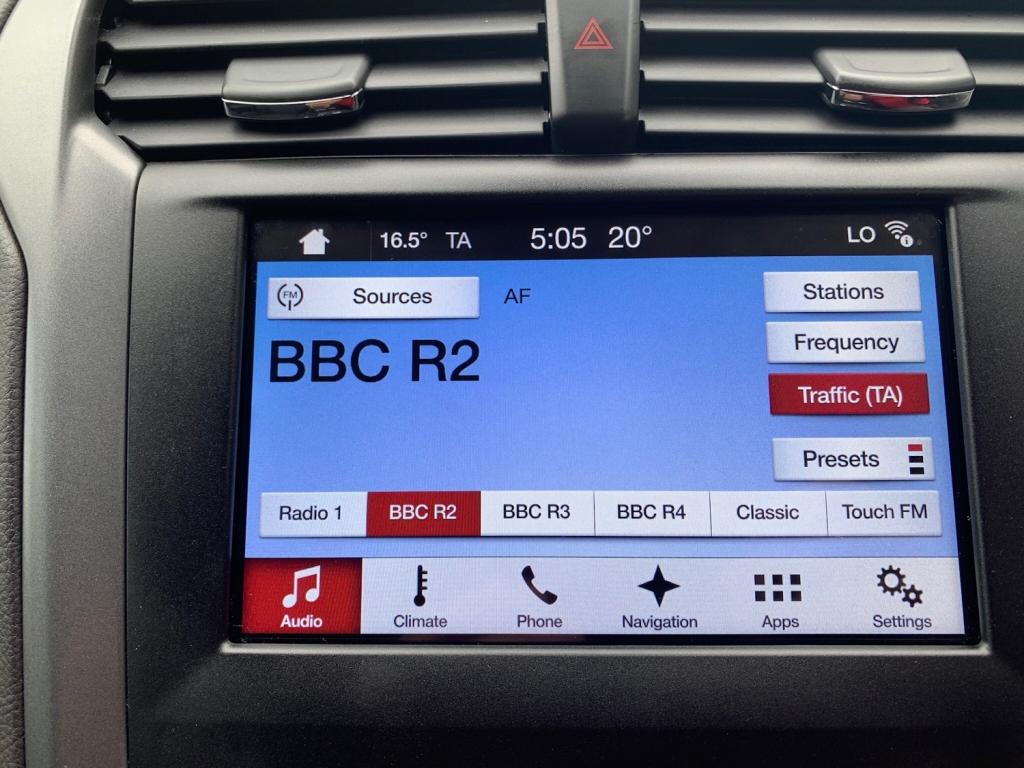 16.5° TA 5:05 20° LO
FM Sources AF Stations
BBC R2
Frequency
Traffic (TA)
Presets
Radio 1 BBC R2 BBC R3 BBC R4 Classic Touch FM
Audio Climate Phone Navigation Apps Settings